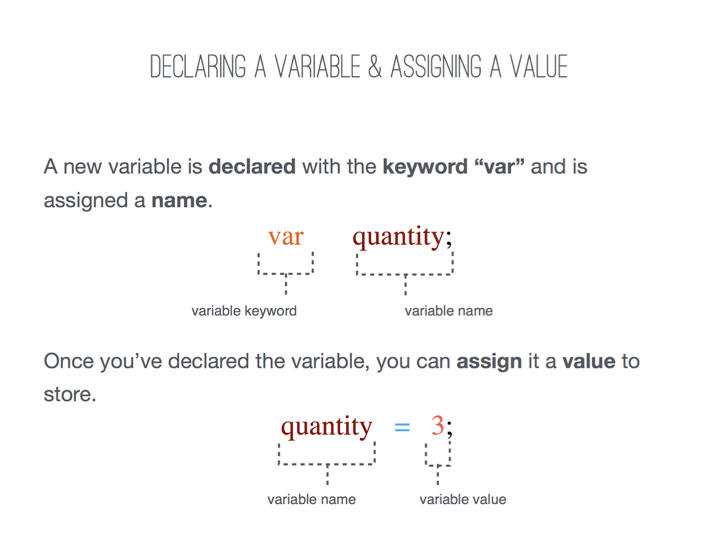 DECLARING A VARIABLE & ASSIGNING A VALUE
A new variable is declared with the keyword “var” and is
assigned a name.
var quantity;
variable keyword variable name
Once you’ve declared the variable, you can assign it a value to
store.
quantity = 3;
variable name variable value